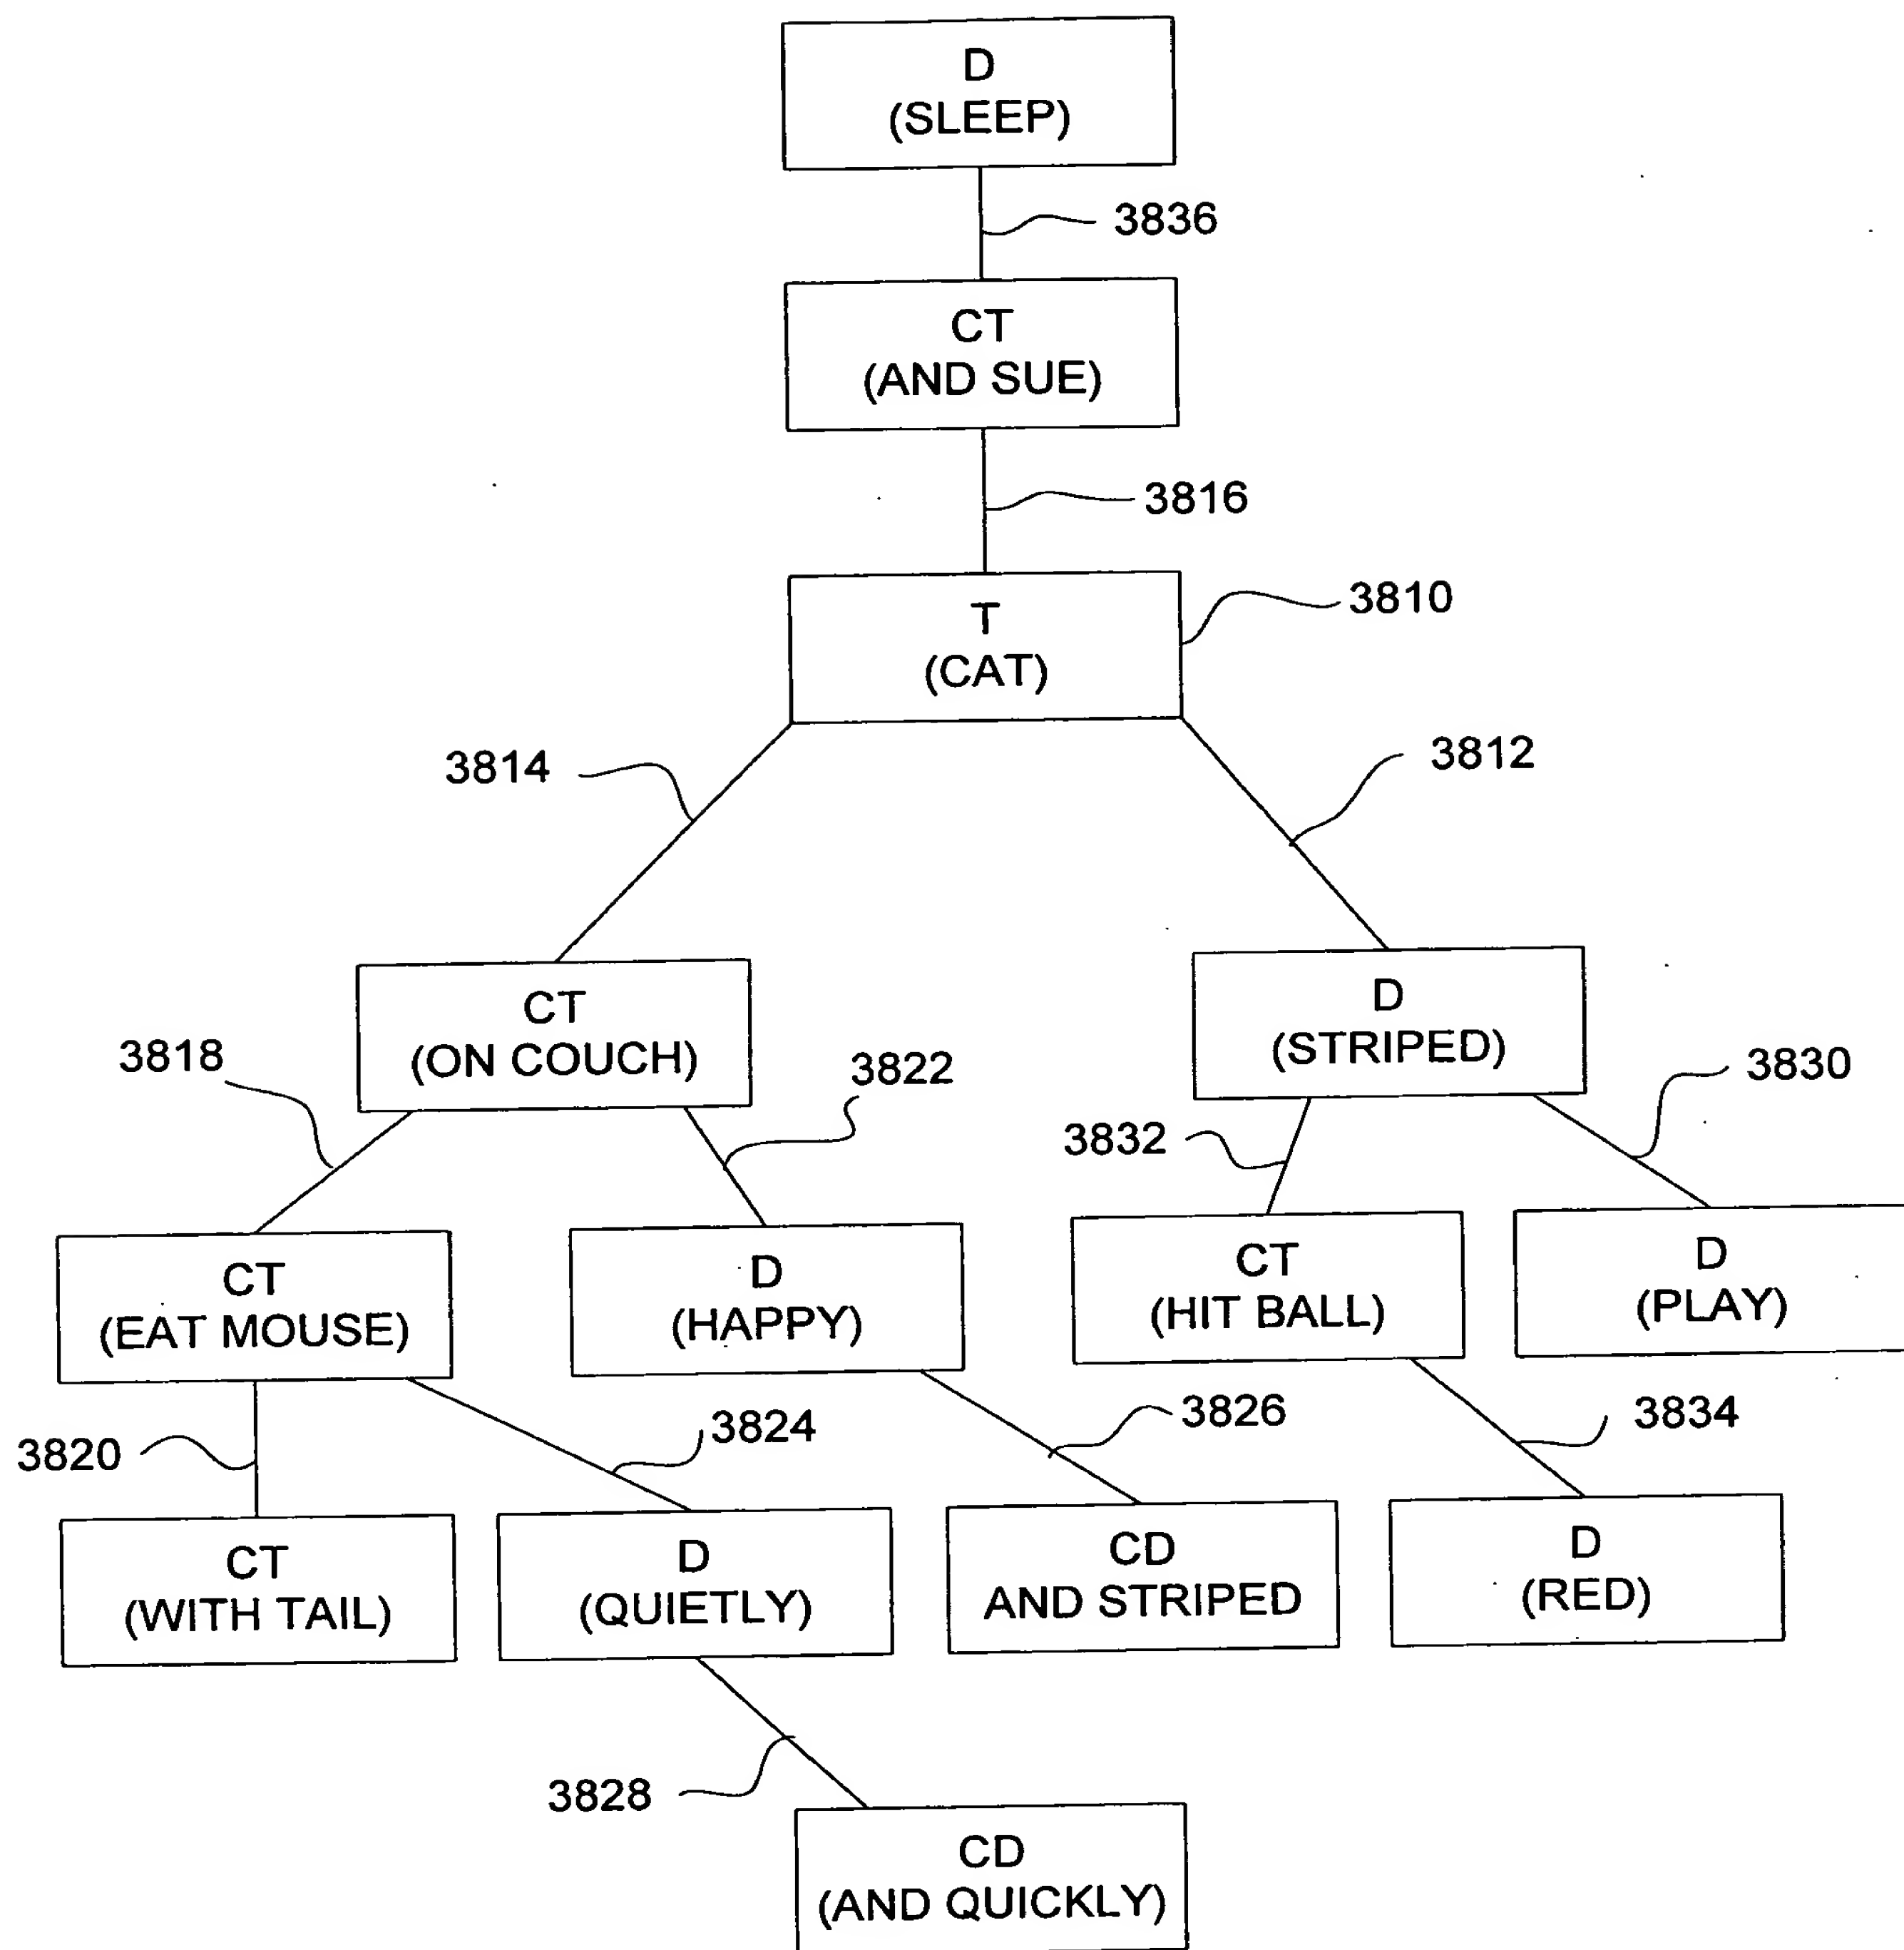 D
(SLEEP)
3836
CT
(AND SUE)
3816
T
(CAT)
3810
3814
3812
CT
(ON COUCH)
D
(STRIPED)
3818
3822
3832
3830
CT
(EAT MOUSE)
D
(HAPPY)
CT
(HIT BALL)
D
(PLAY)
3820
3824
3826
3834
CT
(WITH TAIL)
D
(QUIETLY)
CD
AND STRIPED
D
(RED)
3828
CD
(AND QUICKLY)